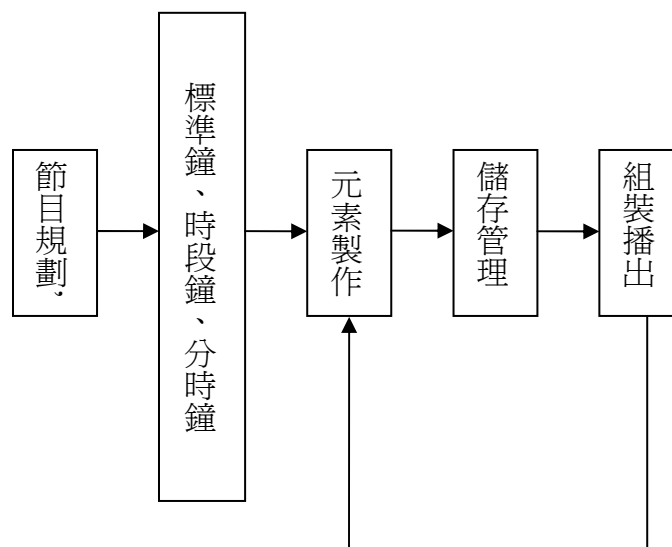 節目規劃，
標準鐘、時段鐘、分時鐘
元素製作
儲存管理
組裝播出